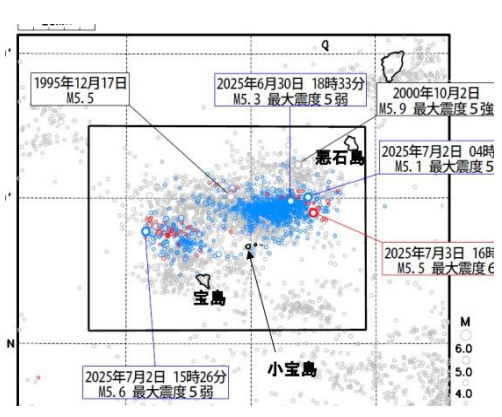 1995年12月17日
M5.5
2025年6月30日 18時33分
M5.3 最大震度５弱
2000年10月2日
M5.9 最大震度５強
悪石島
2025年7月2日 04時
M5.1 最大震度５
2025年7月3日 16時
M5.5 最大震度６
宝島
小宝島
N
M
6.0
5.0
4.0
2025年7月2日 15時26分
M5.6 最大震度５弱